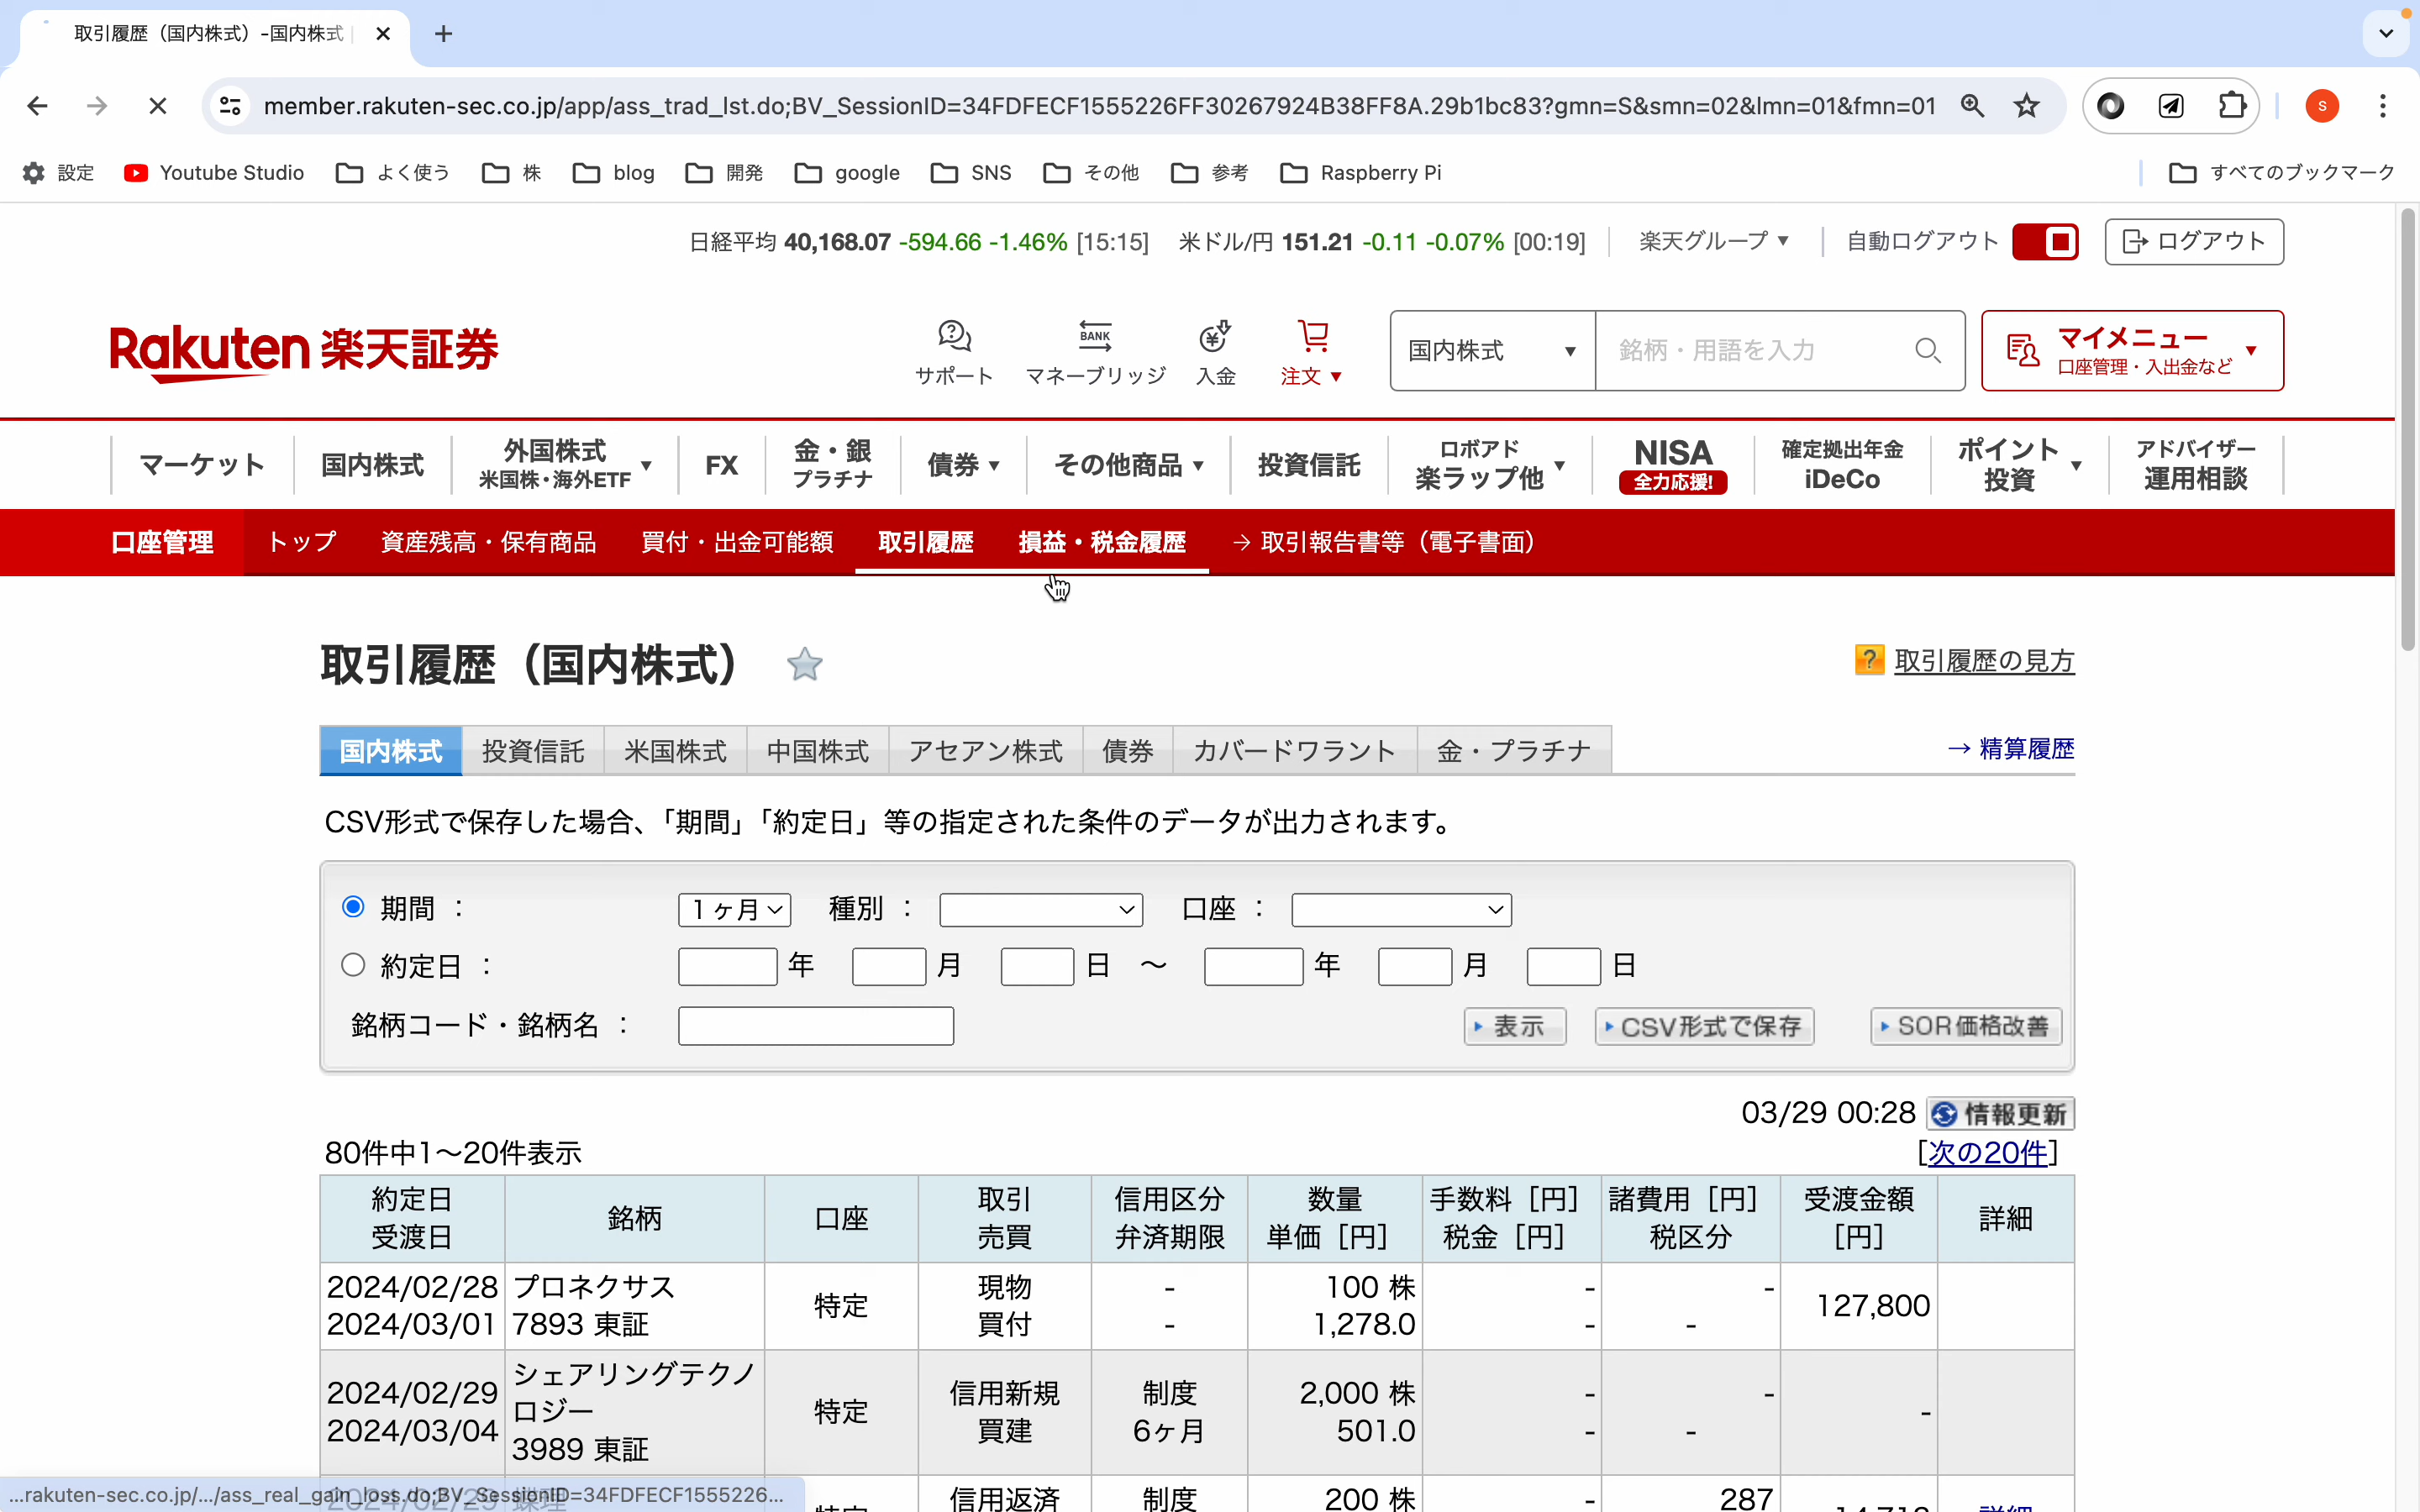 取引履歴（国内株式）-国内株式
member.rakuten-sec.co.jp/app/ass_trad_lst.do;BV_SessionID=34FDFECF1555226FF30267924B38FF8A.29b1bc83?gmn=S&smn=02&lmn=01&fmn=01
S
設定 Youtube Studio よく使う 株 blog 開発 google SNS その他 参考 Raspberry Pi すべてのブックマーク
日経平均 40,168.07 -594.66 -1.46% [15:15] 米ドル/円 151.21 -0.11 -0.07% [00:19] 楽天グループ ▼ 自動ログアウト ログアウト
Rakuten 楽天証券
サポート
BANK
マネーブリッジ
入金
注文 ▼
国内株式 ▼
銘柄・用語を入力
マイメニュー
口座管理・入出金など ▼
マーケット
国内株式
外国株式
米国株・海外ETF ▼
FX
金・銀
プラチナ
債券 ▼
その他商品 ▼
投資信託
ロボアド
楽ラップ他 ▼
NISA
全力応援!
確定拠出年金
iDeCo
ポイント
投資 ▼
アドバイザー
運用相談
口座管理 トップ 資産残高・保有商品 買付・出金可能額 取引履歴 損益・税金履歴 → 取引報告書等（電子書面）
取引履歴（国内株式）
? 取引履歴の見方
国内株式 投資信託 米国株式 中国株式 アセアン株式 債券 カバードワラント 金・プラチナ
→ 精算履歴
CSV形式で保存した場合、「期間」「約定日」等の指定された条件のデータが出力されます。
期間 ： 1ヶ月 種別 ： 口座 ：
約定日 ： 年 月 日 〜 年 月 日
銘柄コード・銘柄名 ： 表示 CSV形式で保存 SOR価格改善
03/29 00:28 情報更新
80件中1〜20件表示 [次の20件]
約定日
受渡日
銘柄
口座
取引
売買
信用区分
弁済期限
数量
単価［円］
手数料［円］
税金［円］
諸費用［円］
税区分
受渡金額
［円］
詳細
2024/02/28
2024/03/01
プロネクサス
7893 東証
特定
現物
買付
-
-
100 株
1,278.0
-
-
-
-
127,800
2024/02/29
2024/03/04
シェアリングテクノ
ロジー
3989 東証
特定
信用新規
買建
制度
6ヶ月
2,000 株
501.0
-
-
-
-
-
信用返済
制度
200 株
-
287
...rakuten-sec.co.jp/.../ass_real_gain_loss.do;BV_SessionID=34FDFECF1555226...